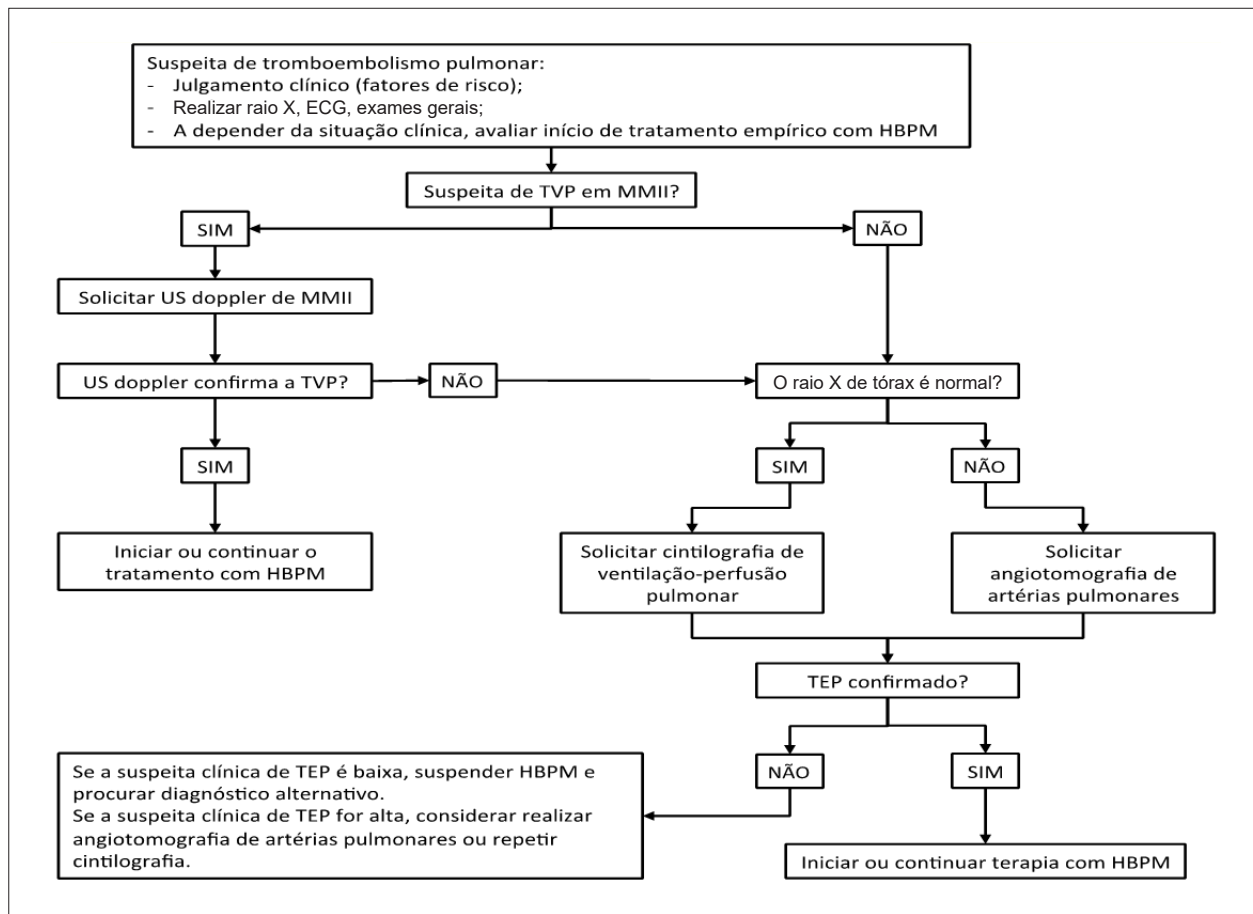 Suspeita de tromboembolismo pulmonar:
- Julgamento clínico (fatores de risco);
- Realizar raio X, ECG, exames gerais;
- A depender da situação clínica, avaliar início de tratamento empírico com HBPM
Suspeita de TVP em MMII?
SIM
NÃO
Solicitar US doppler de MMII
US doppler confirma a TVP?
NÃO
O raio X de tórax é normal?
SIM
SIM
NÃO
Iniciar ou continuar o
tratamento com HBPM
Solicitar cintilografia de
ventilação-perfusão
pulmonar
Solicitar
angiotomografia de
artérias pulmonares
TEP confirmado?
NÃO
SIM
Se a suspeita clínica de TEP é baixa, suspender HBPM e
procurar diagnóstico alternativo.
Se a suspeita clínica de TEP for alta, considerar realizar
angiotomografia de artérias pulmonares ou repetir
cintilografia.
Iniciar ou continuar terapia com HBPM